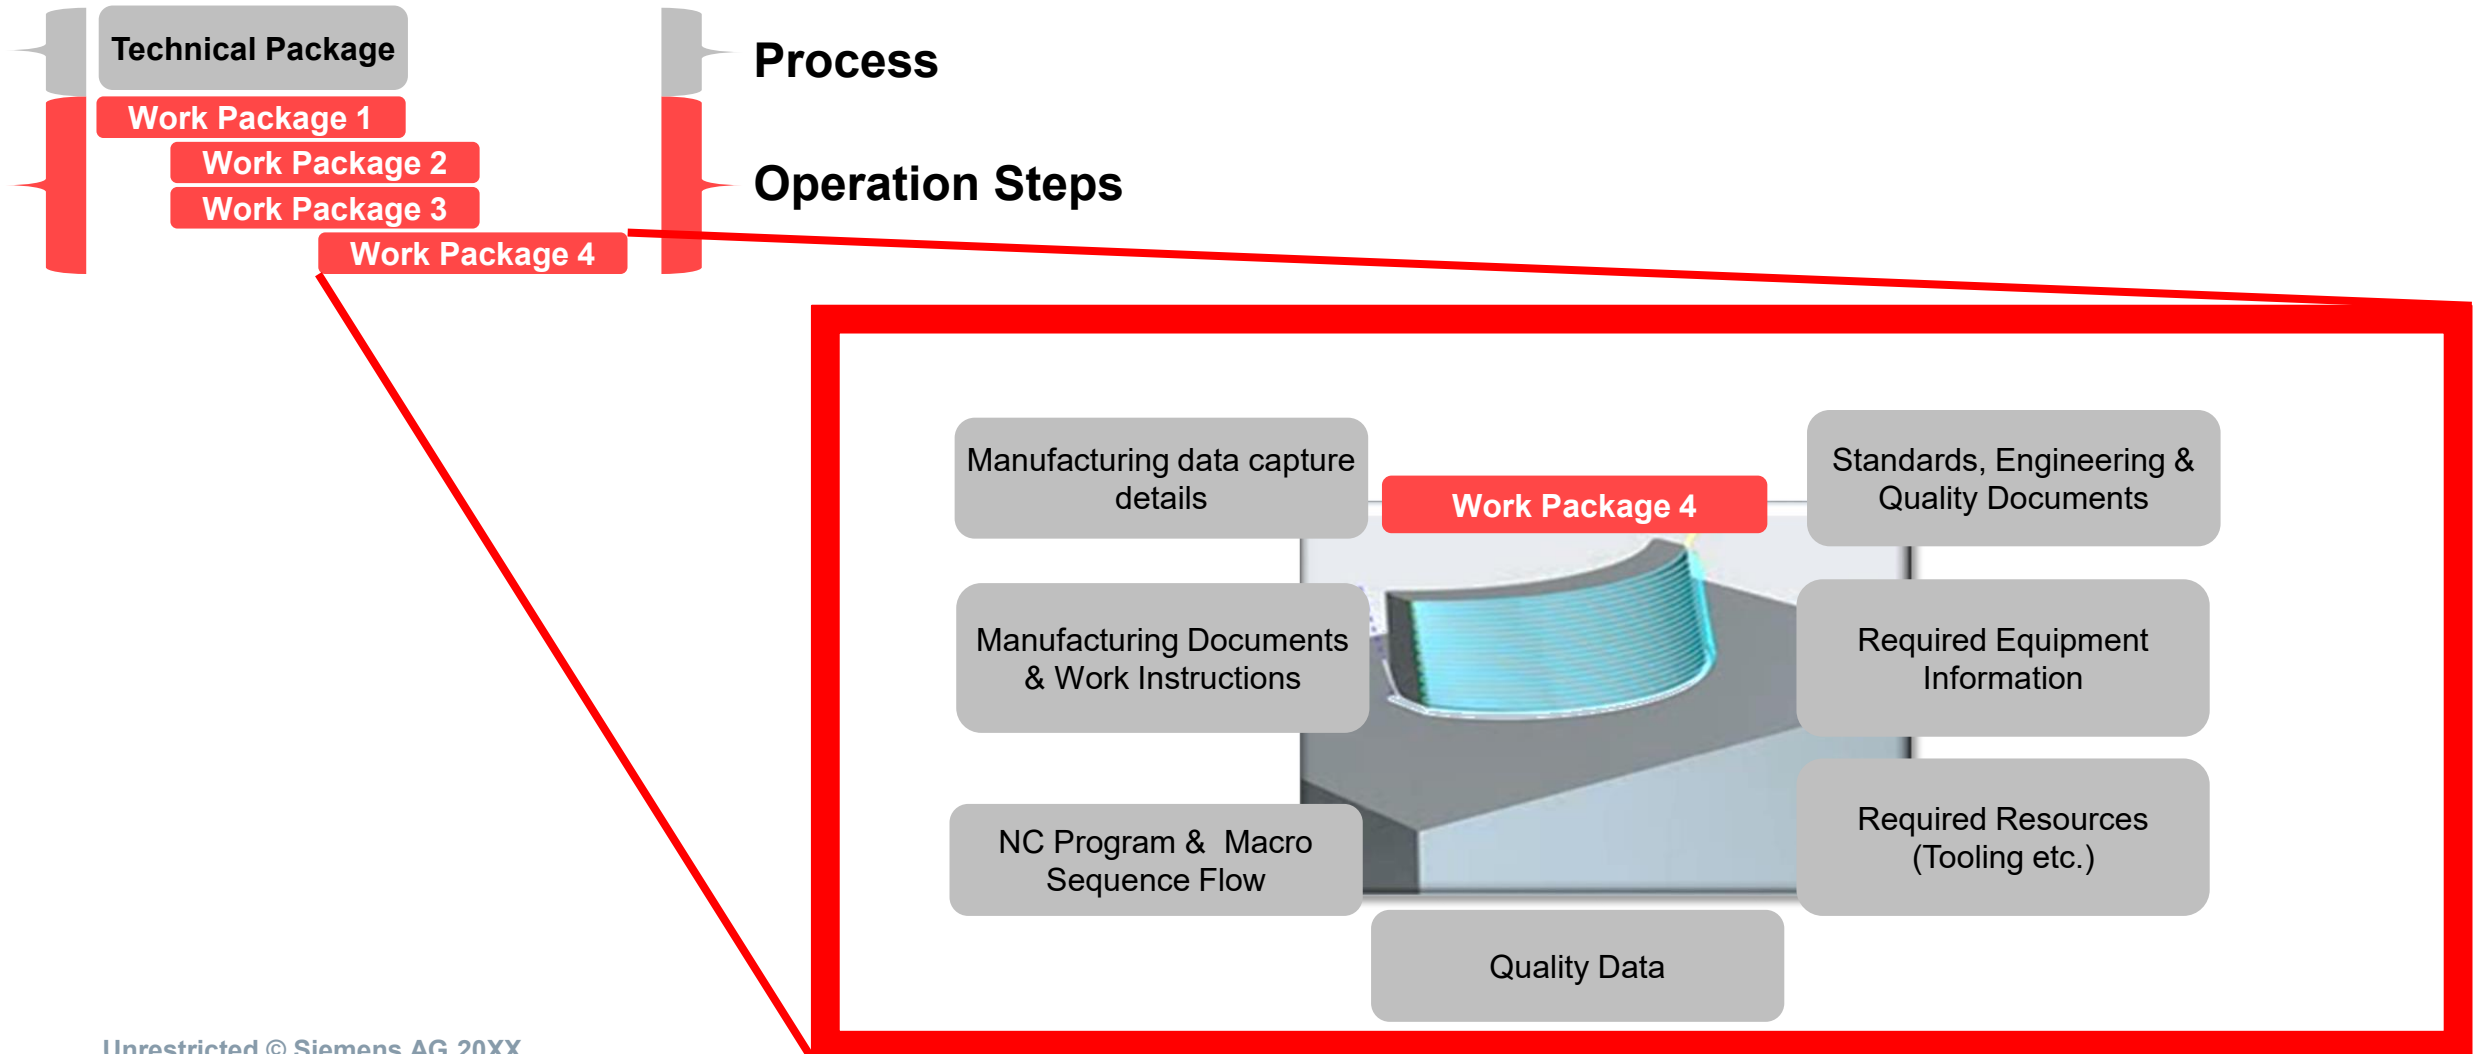 Technical Package
Process
Work Package 1
Work Package 2
Work Package 3
Work Package 4
Operation Steps
Manufacturing data capture
details
Work Package 4
Standards, Engineering &
Quality Documents
Manufacturing Documents
& Work Instructions
Required Equipment
Information
NC Program &  Macro
Sequence Flow
Required Resources
(Tooling etc.)
Quality Data
Unrestricted © Siemens AG 20XX